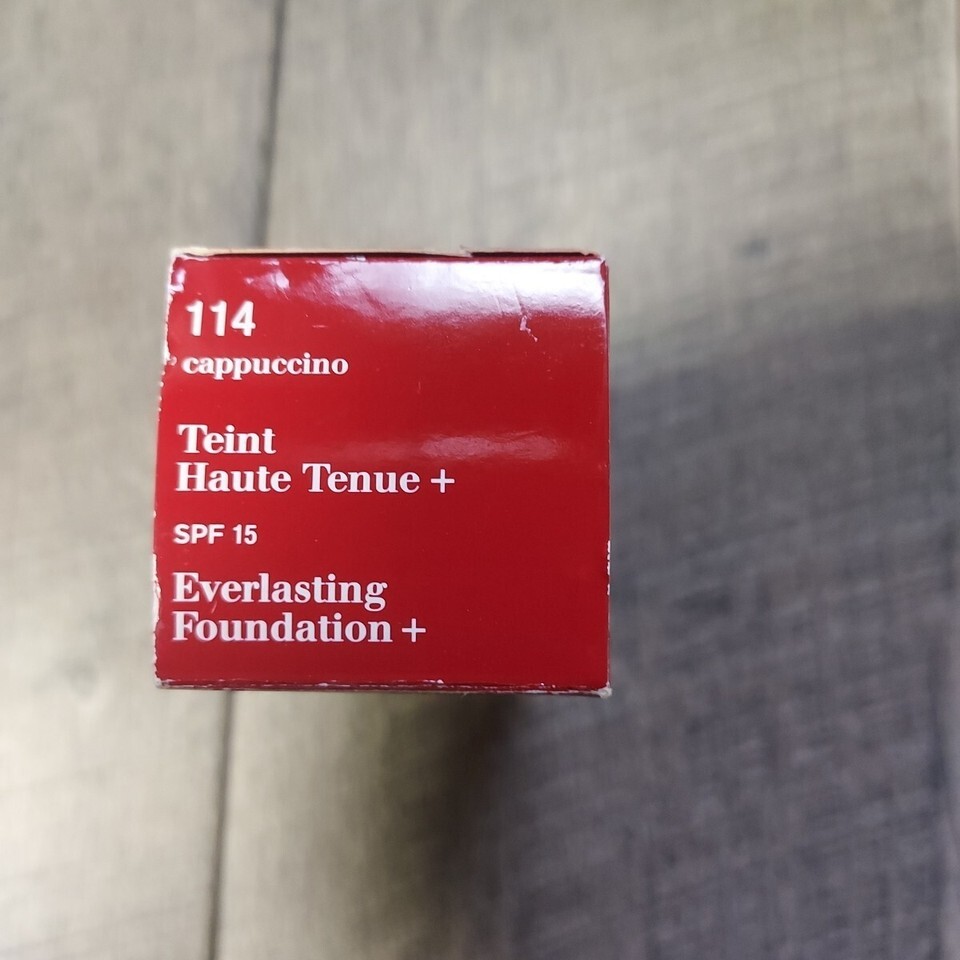 114
cappuccino
Teint
Haute Tenue +
SPF 15
Everlasting
Foundation +